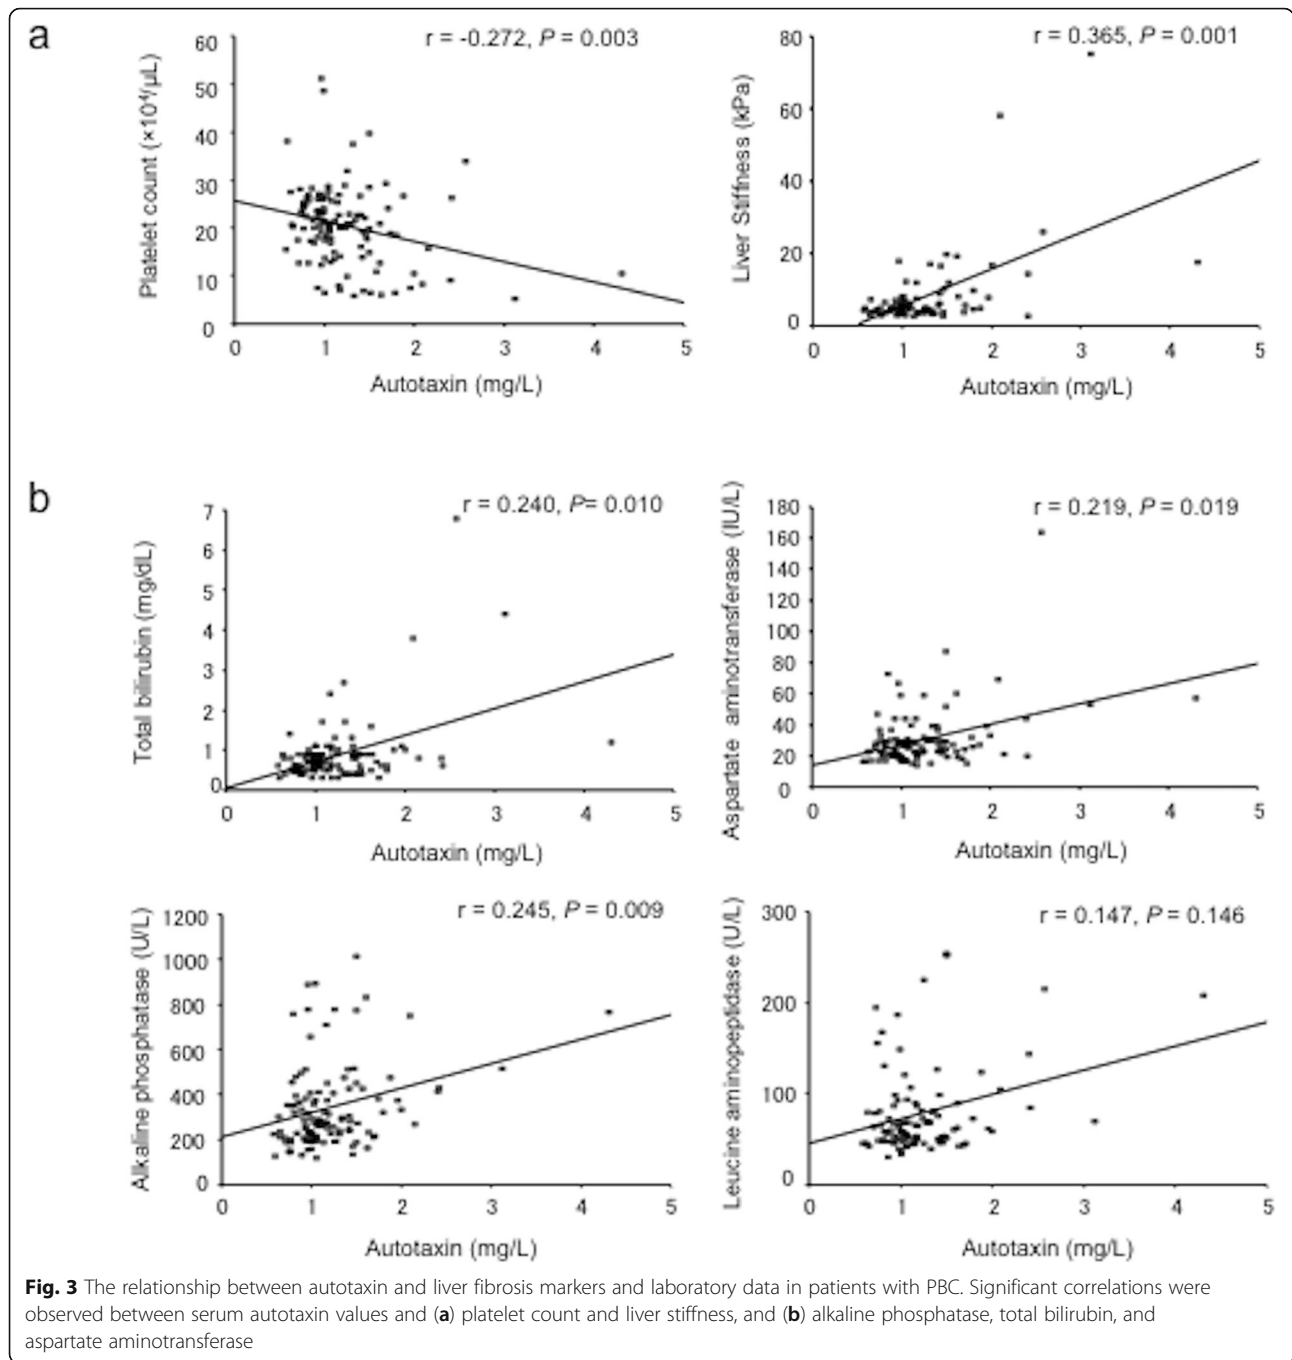 a
r = -0.272, P = 0.003
Platelet count (×10⁴/µL)
60
50
40
30
20
10
0
0 1 2 3 4 5
Autotaxin (mg/L)
r = 0.365, P = 0.001
Liver Stiffness (kPa)
80
60
40
20
0
0 1 2 3 4 5
Autotaxin (mg/L)
b
r = 0.240, P= 0.010
Total bilirubin (mg/dL)
7
6
5
4
3
2
1
0
0 1 2 3 4 5
Autotaxin (mg/L)
r = 0.219, P = 0.019
Aspartate aminotransferase (IU/L)
180
160
140
120
100
80
60
40
20
0
0 1 2 3 4 5
Autotaxin (mg/L)
r = 0.245, P = 0.009
Alkaline phosphatase (U/L)
1200
1000
800
600
400
200
0
0 1 2 3 4 5
Autotaxin (mg/L)
r = 0.147, P = 0.146
Leucine aminopeptidase (U/L)
300
200
100
0
0 1 2 3 4 5
Autotaxin (mg/L)
Fig. 3 The relationship between autotaxin and liver fibrosis markers and laboratory data in patients with PBC. Significant correlations were
observed between serum autotaxin values and (a) platelet count and liver stiffness, and (b) alkaline phosphatase, total bilirubin, and
aspartate aminotransferase